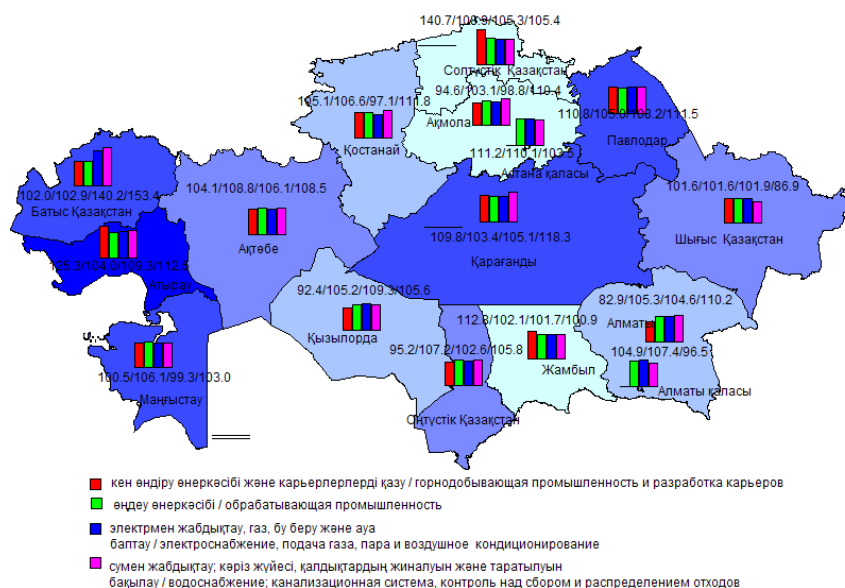 140.7/108.9/105.3/105.4
Солтүстік Қазақстан
94.6/103.1/98.8/110.4
Ақмола
105.1/106.6/97.1/111.8
Қостанай
110.8/105.0/108.2/111.5
Павлодар
111.2/110.1/103.5
Астана қаласы
102.0/102.9/140.2/153.4
Батыс Қазақстан
104.1/108.8/106.1/108.5
Ақтөбе
101.6/101.6/101.9/86.9
Шығыс Қазақстан
109.8/103.4/105.1/118.3
Қарағанды
125.3/104.0/109.3/112.5
Атырау
92.4/105.2/109.3/105.6
Қызылорда
82.9/105.3/104.6/110.2
Алматы
112.8/102.1/101.7/100.9
Жамбыл
95.2/107.2/102.6/105.8
Оңтүстік Қазақстан
104.9/107.4/96.5
Алматы қаласы
100.5/106.1/99.3/103.0
Маңғыстау
кен өндіру өнеркәсібі және карьерлерлерді қазу / горнодобывающая промышленность и разработка карьеров
өңдеу өнеркәсібі / обрабатывающая промышленность
электрмен жабдықтау, газ, бу беру және ауа
баптау / электроснабжение, подача газа, пара и воздушное кондиционирование
сумен жабдықтау; кәріз жүйесі, қалдықтардың жиналуын және таратылуын
бақылау / водоснабжение; канализационная система, контроль над сбором и распределением отходов